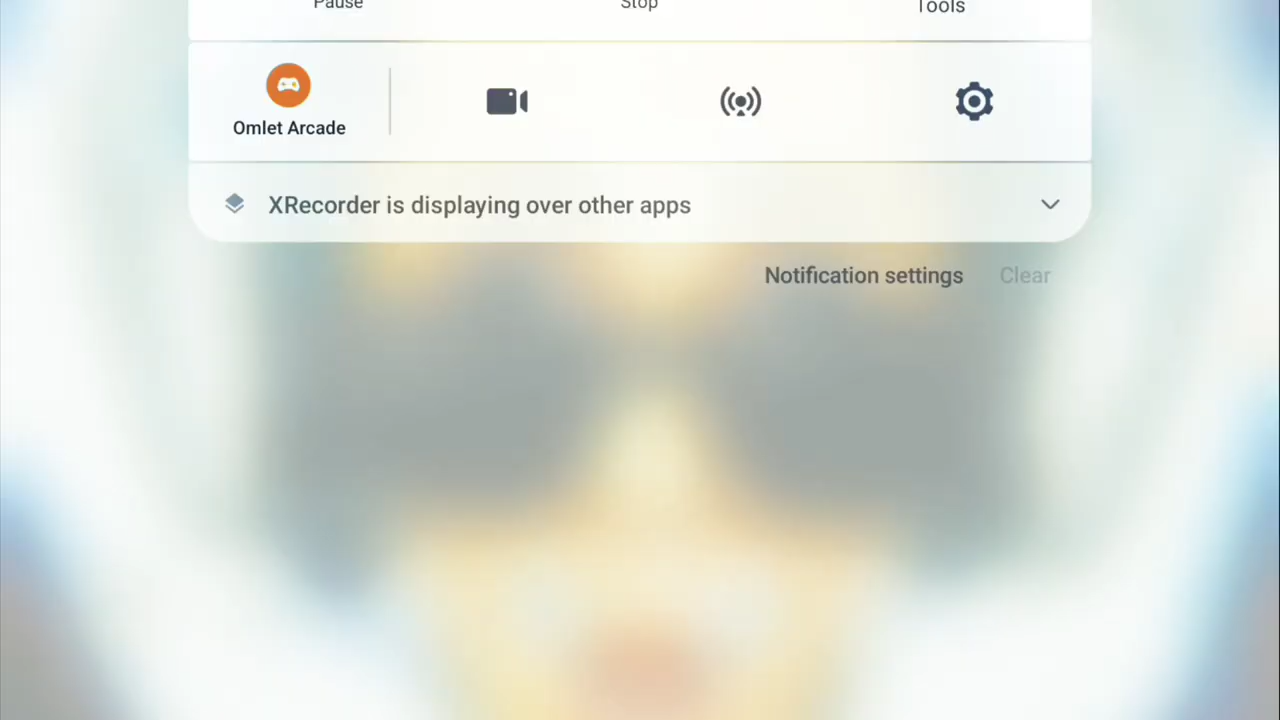 Pause
Stop
Tools
Omlet Arcade
XRecorder is displaying over other apps
Notification settings
Clear